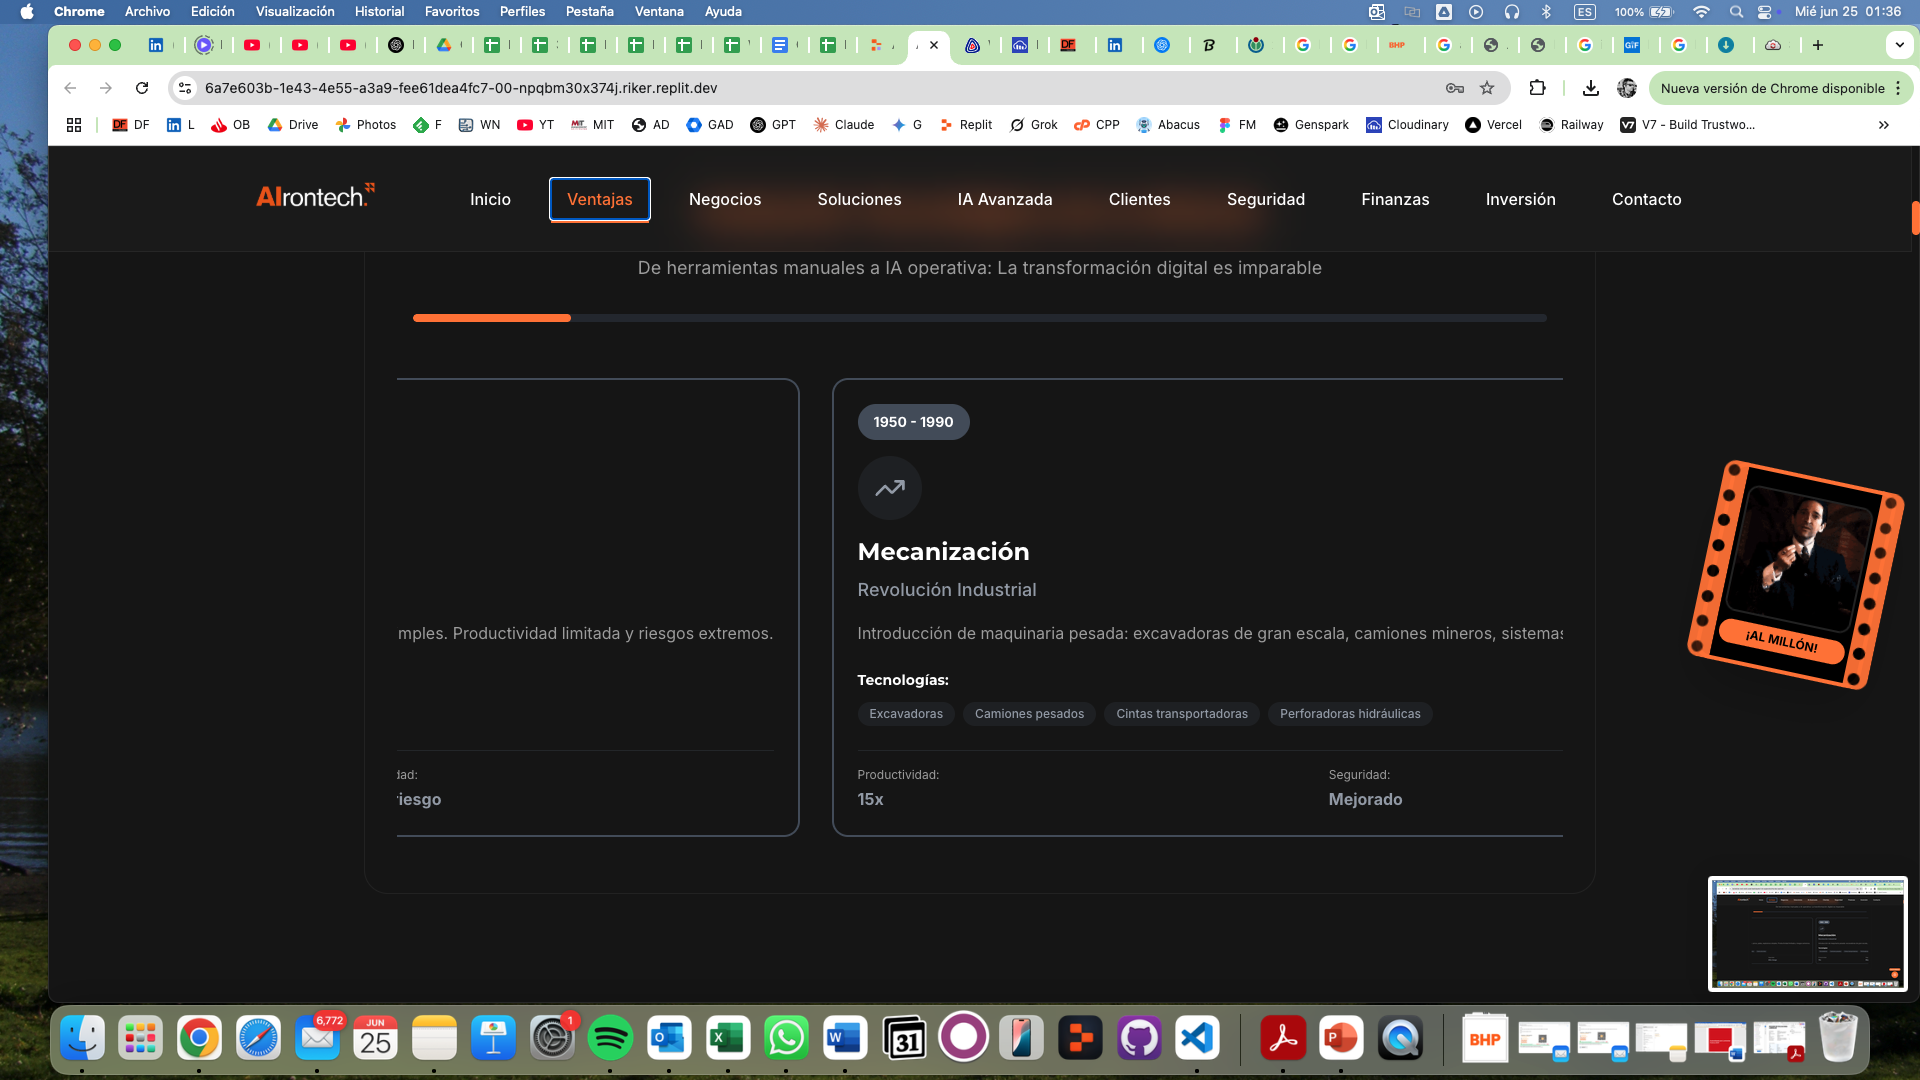 Chrome Archivo Edición Visualización Historial Favoritos Perfiles Pestaña Ventana Ayuda
ES 100% Mié jun 25 01:36
6a7e603b-1e43-4e55-a3a9-fee61dea4fc7-00-npqbm30x374j.riker.replit.dev
Nueva versión de Chrome disponible
DF L OB Drive Photos F WN YT MIT AD GAD GPT Claude G Replit Grok CPP Abacus FM Genspark Cloudinary Vercel Railway V7 - Build Trustwo...
AIrontech.
Inicio Ventajas Negocios Soluciones IA Avanzada Clientes Seguridad Finanzas Inversión Contacto
De herramientas manuales a IA operativa: La transformación digital es imparable
1950 - 1990
Mecanización
Revolución Industrial
mples. Productividad limitada y riesgos extremos.
Introducción de maquinaria pesada: excavadoras de gran escala, camiones mineros, sistemas
Tecnologías:
Excavadoras Camiones pesados Cintas transportadoras Perforadoras hidráulicas
dad:
riesgo
Productividad:
15x
Seguridad:
Mejorado
¡AL MILLÓN!
6,772
JUN
25
1
31
BHP